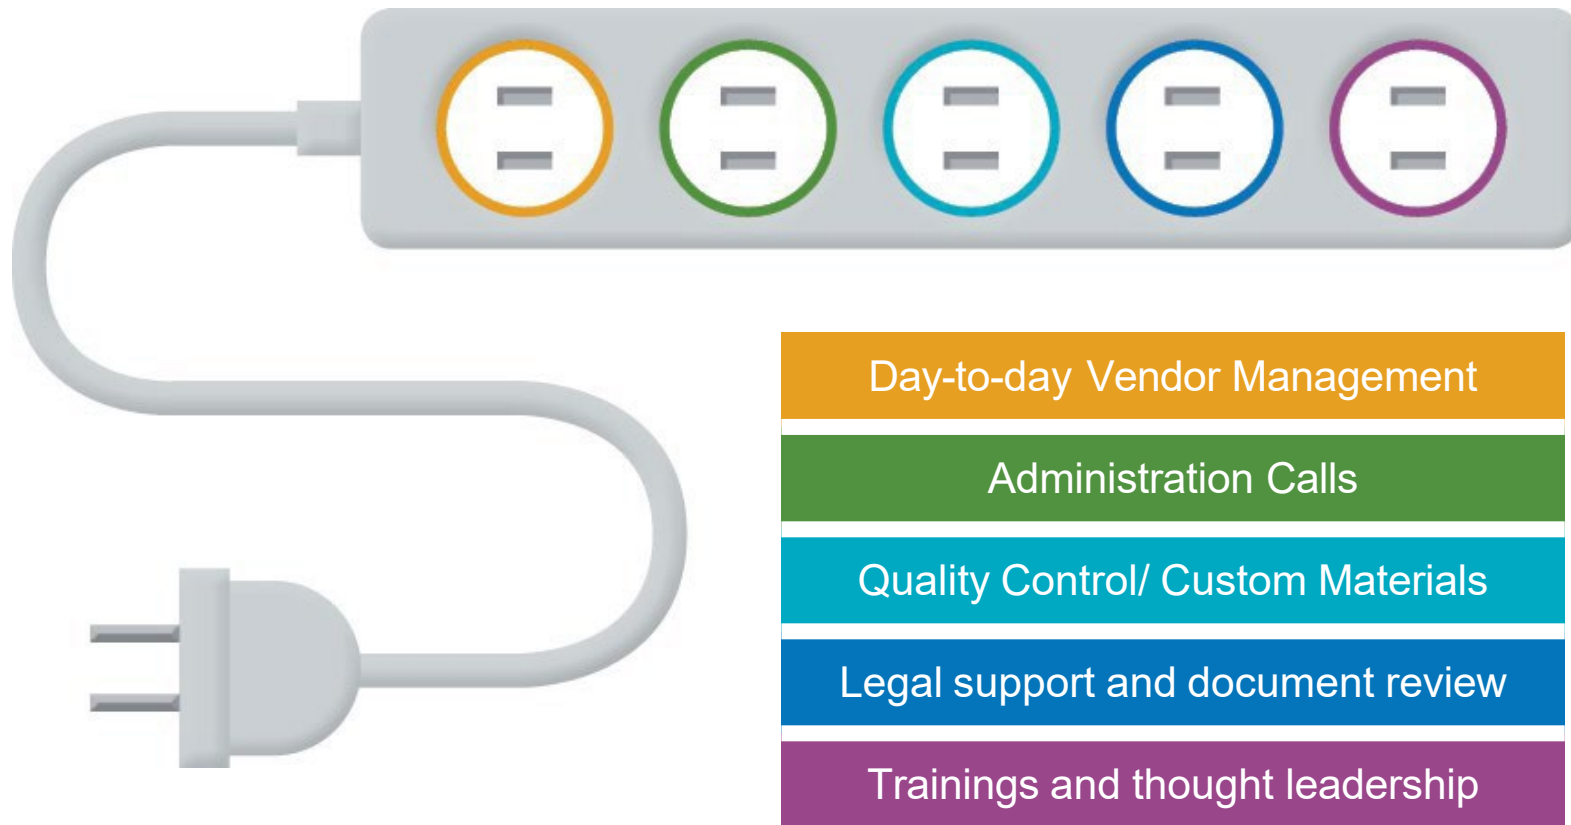 Day-to-day Vendor Management
Administration Calls
Quality Control/ Custom Materials
Legal support and document review
Trainings and thought leadership